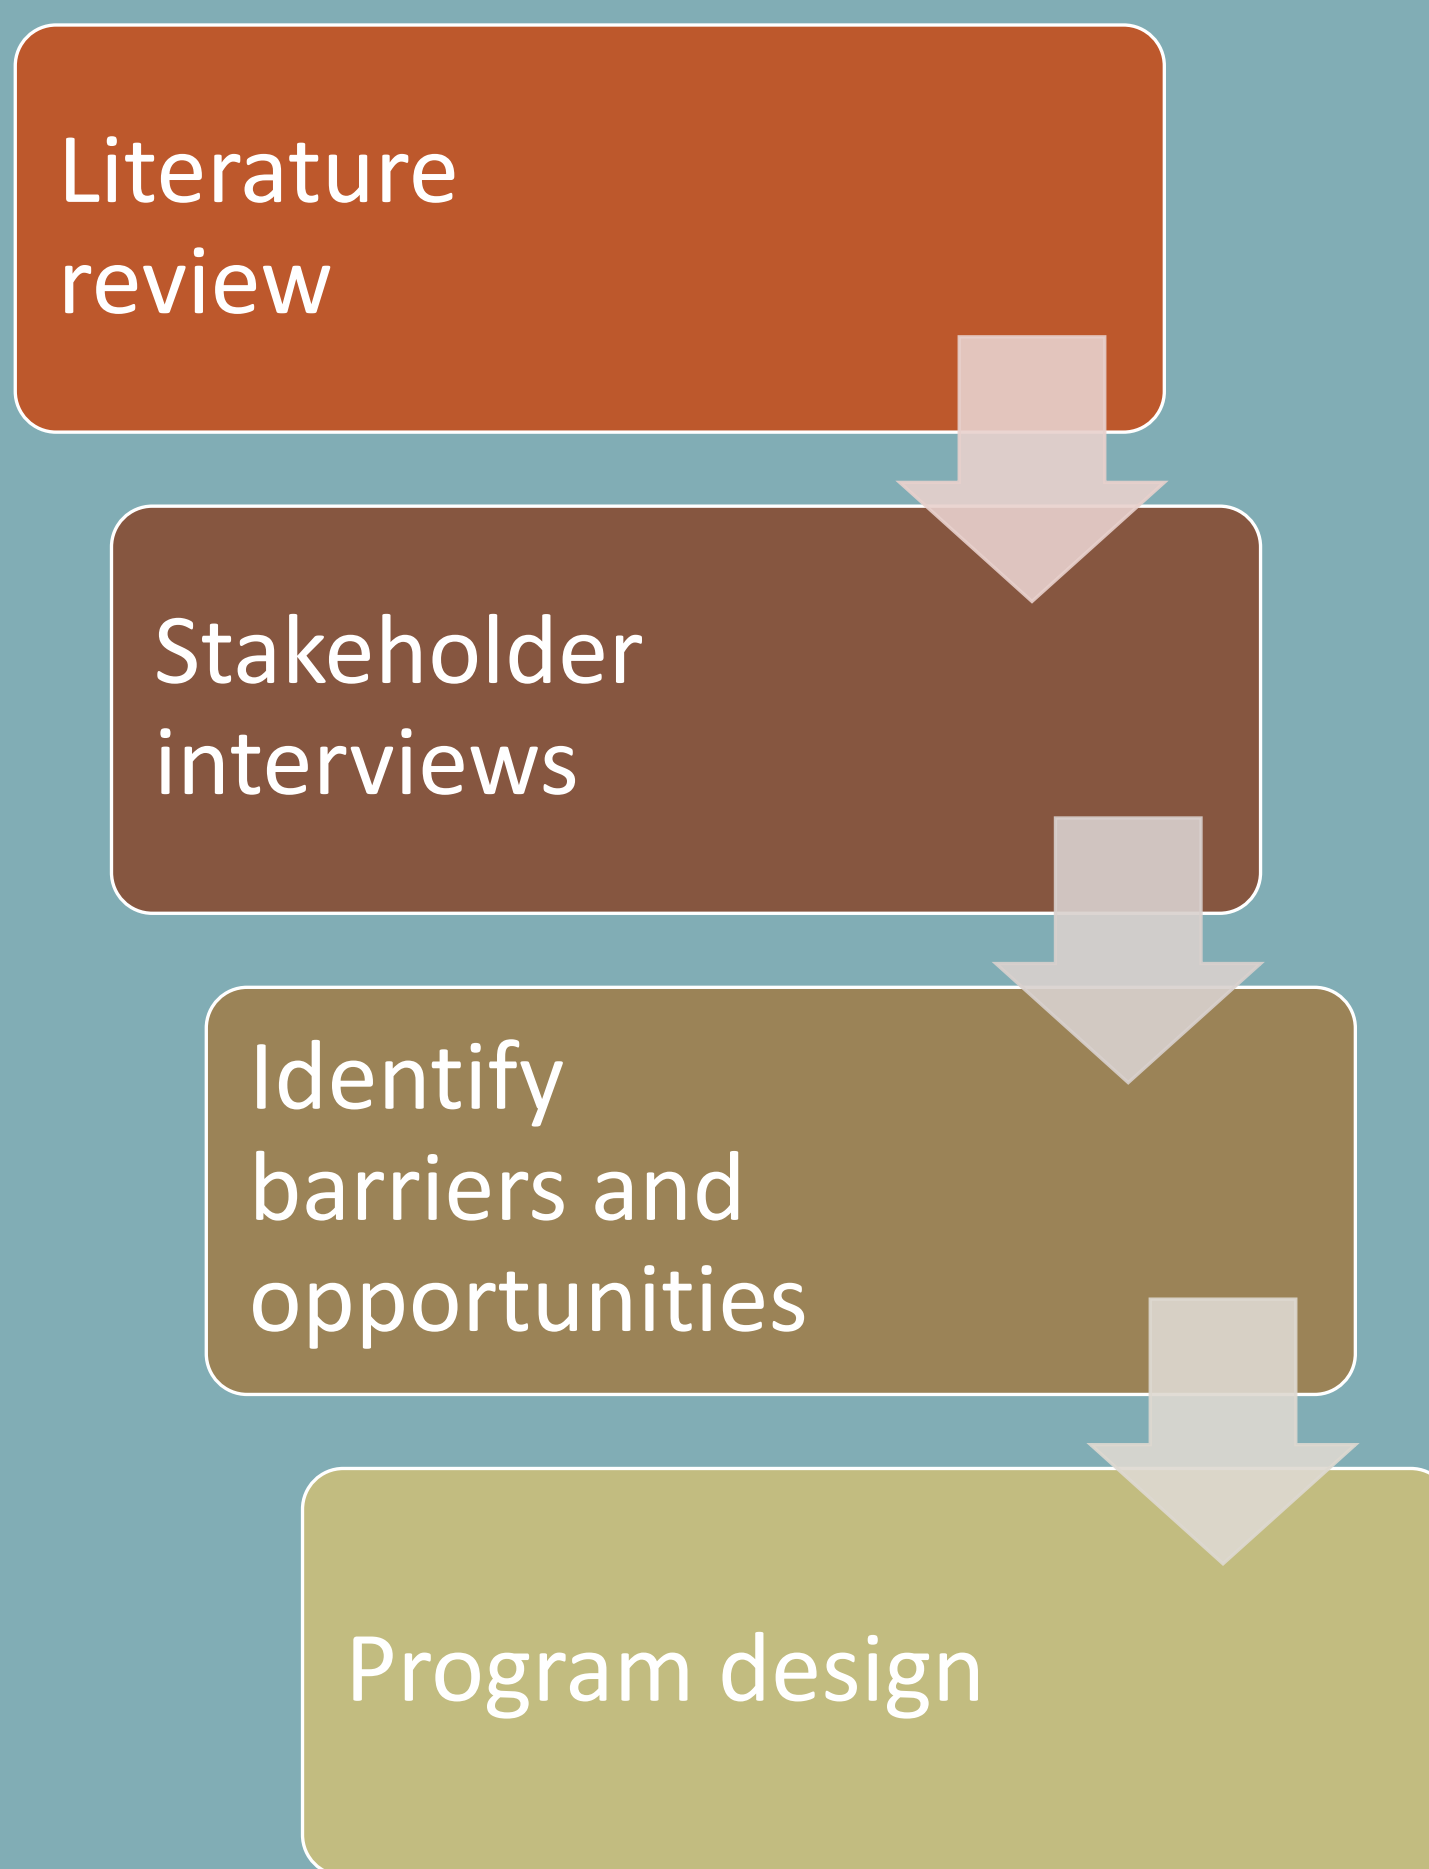 Literature
review
Stakeholder
interviews
Identify
barriers and
opportunities
Program design